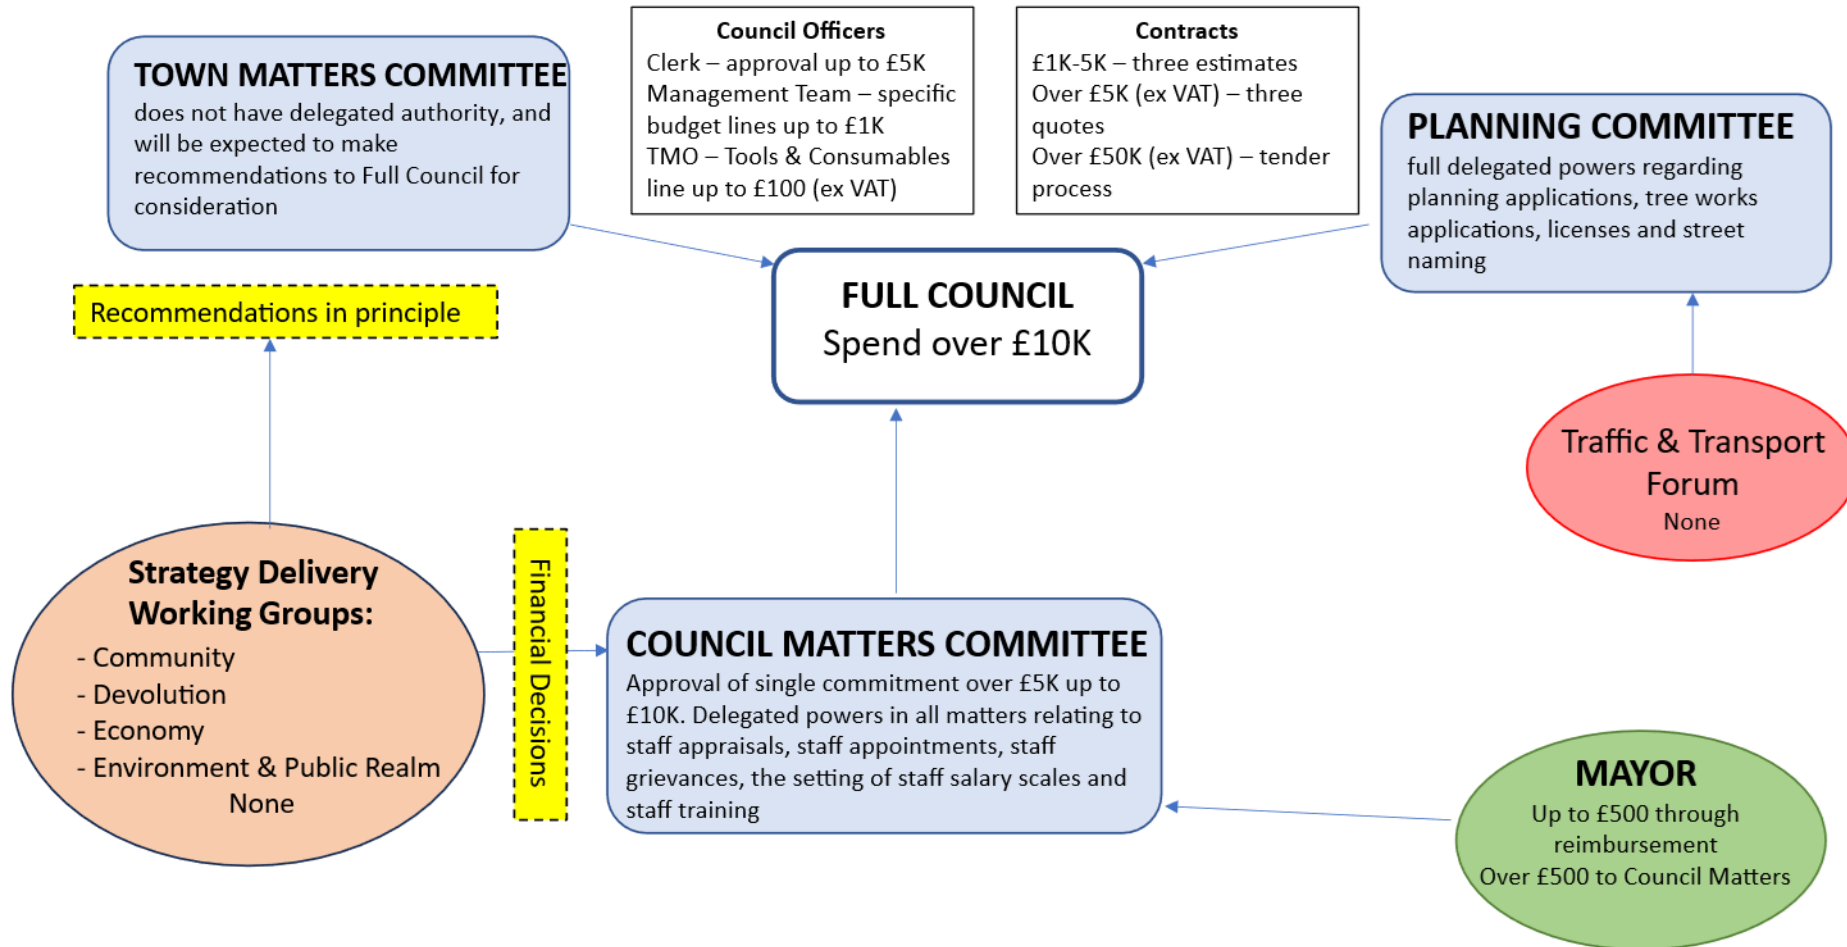 TOWN MATTERS COMMITTEE
does not have delegated authority, and
will be expected to make
recommendations to Full Council for
consideration
Council Officers
Clerk – approval up to £5K
Management Team – specific
budget lines up to £1K
TMO – Tools & Consumables
line up to £100 (ex VAT)
Contracts
£1K-5K – three estimates
Over £5K (ex VAT) – three
quotes
Over £50K (ex VAT) – tender
process
PLANNING COMMITTEE
full delegated powers regarding
planning applications, tree works
applications, licenses and street
naming
Recommendations in principle
FULL COUNCIL
Spend over £10K
Traffic & Transport
Forum
None
Strategy Delivery
Working Groups:
- Community
- Devolution
- Economy
- Environment & Public Realm
None
Financial Decisions
COUNCIL MATTERS COMMITTEE
Approval of single commitment over £5K up to
£10K. Delegated powers in all matters relating to
staff appraisals, staff appointments, staff
grievances, the setting of staff salary scales and
staff training
MAYOR
Up to £500 through
reimbursement
Over £500 to Council Matters